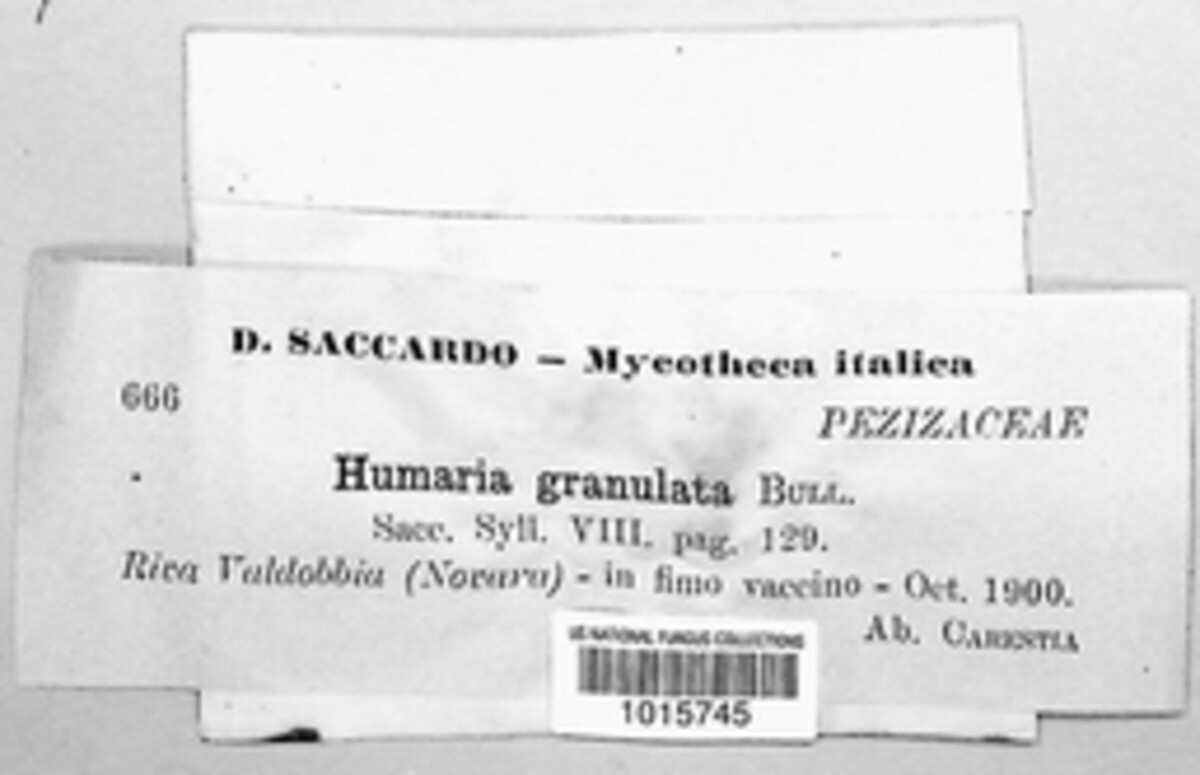 D. SACCARDO – Mycotheca italica
666
PEZIZACEAE
Humaria granulata BULL.
Sacc. Syll. VIII. pag. 129.
Riva Valdobbia (Novara) - in fimo vaccino - Oct. 1900.
Ab. CARESTIA
US NATIONAL FUNGUS COLLECTIONS
1015745